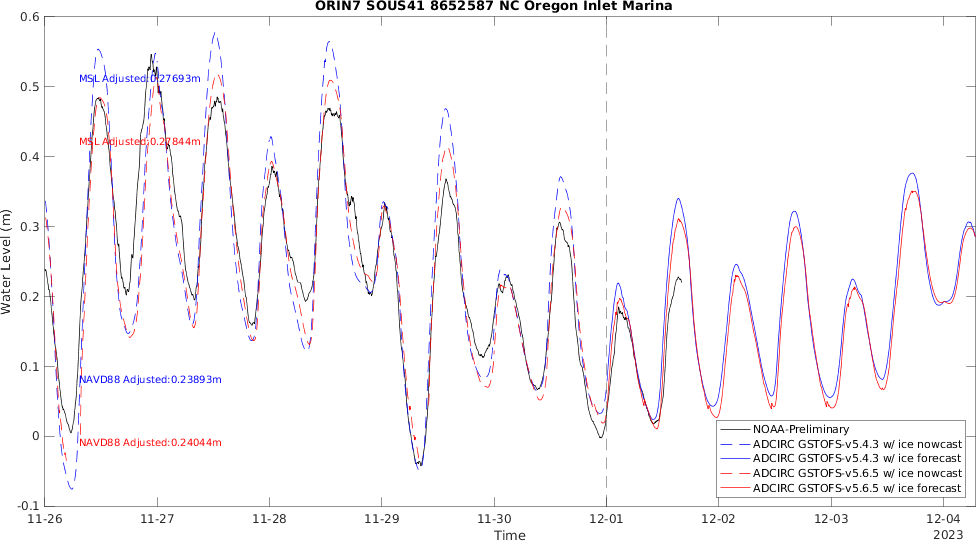 ORIN7 SOUS41 8652587 NC Oregon Inlet Marina
0.6
0.5
0.4
0.3
0.2
0.1
0
-0.1
Water Level (m)
MSL Adjusted:0.27693m
MSL Adjusted:0.27844m
NAVD88 Adjusted:0.23893m
NAVD88 Adjusted:0.24044m
NOAA-Preliminary
ADCIRC GSTOFS-v5.4.3 w/ ice nowcast
ADCIRC GSTOFS-v5.4.3 w/ ice forecast
ADCIRC GSTOFS-v5.6.5 w/ ice nowcast
ADCIRC GSTOFS-v5.6.5 w/ ice forecast
11-26 11-27 11-28 11-29 11-30 12-01 12-02 12-03 12-04
Time
2023